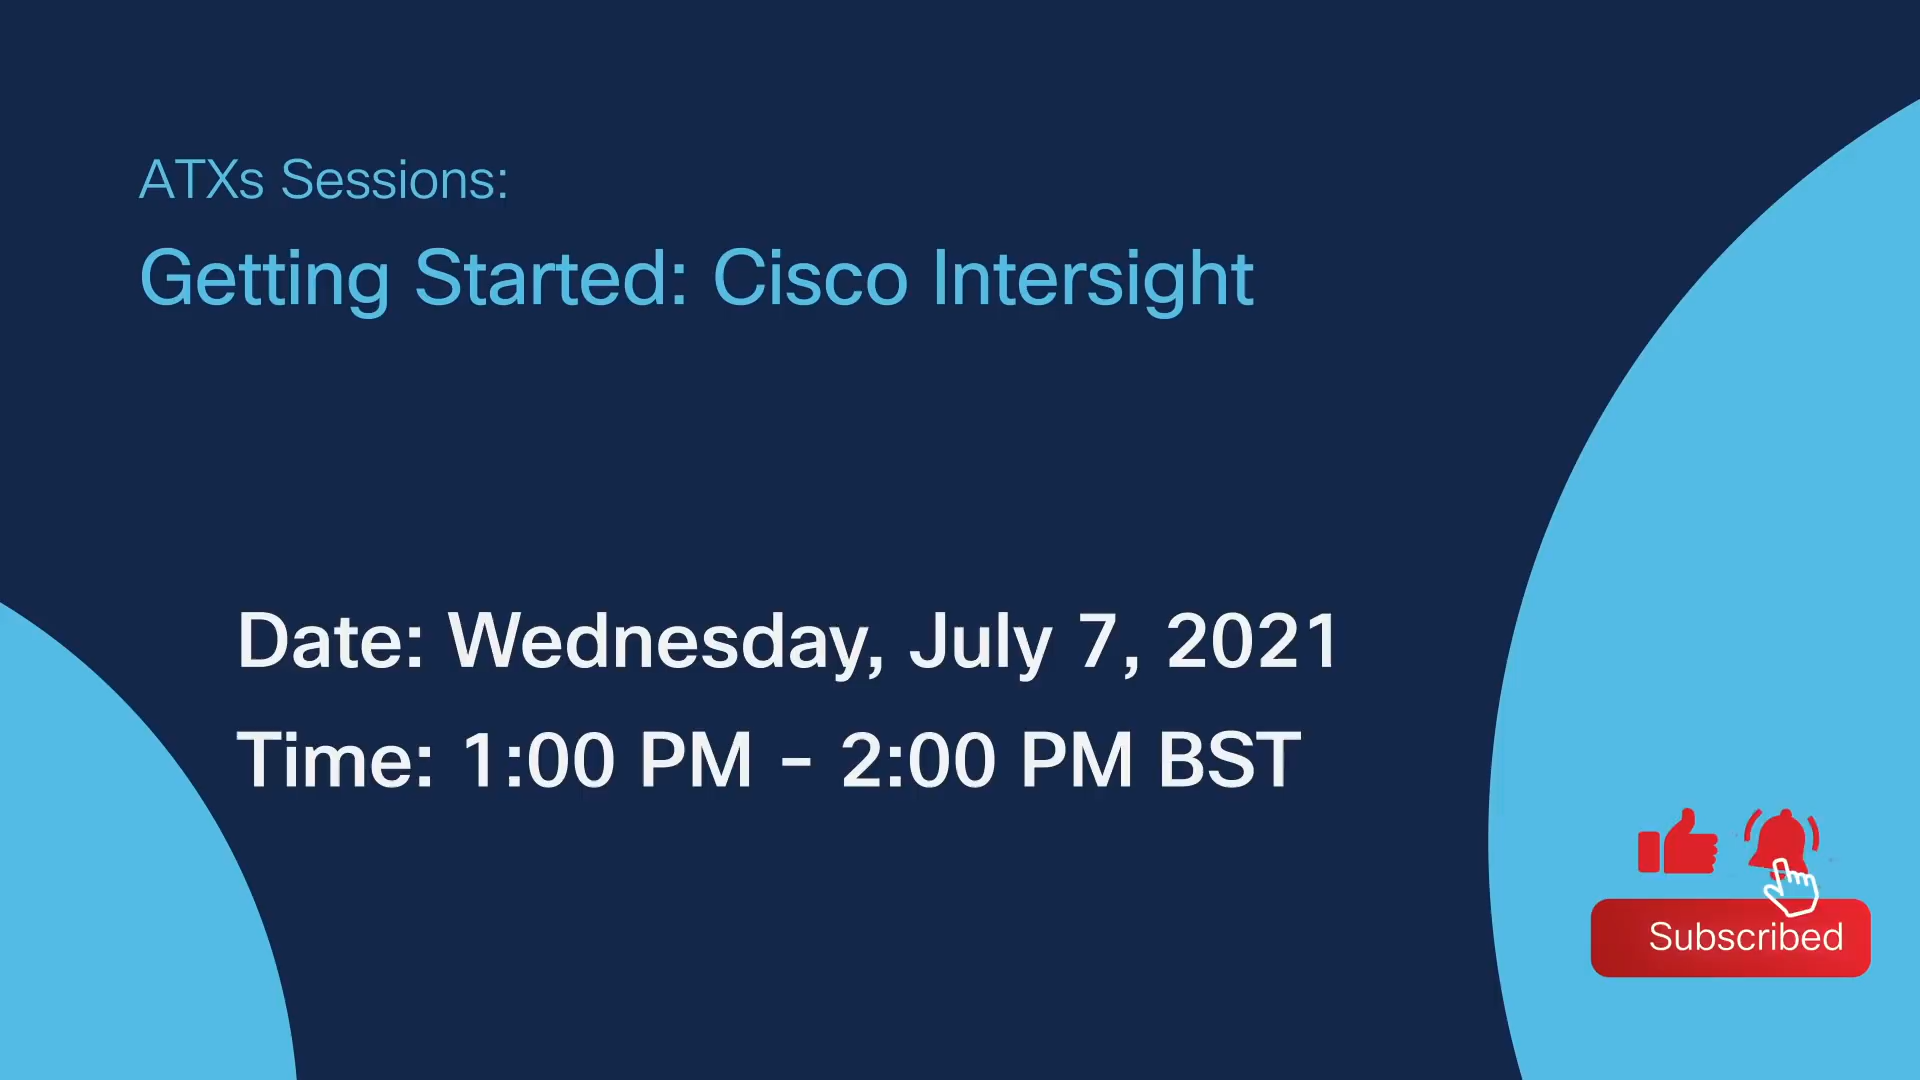 ATXs Sessions:
Getting Started: Cisco Intersight
Date: Wednesday, July 7, 2021
Time: 1:00 PM - 2:00 PM BST
Subscribed